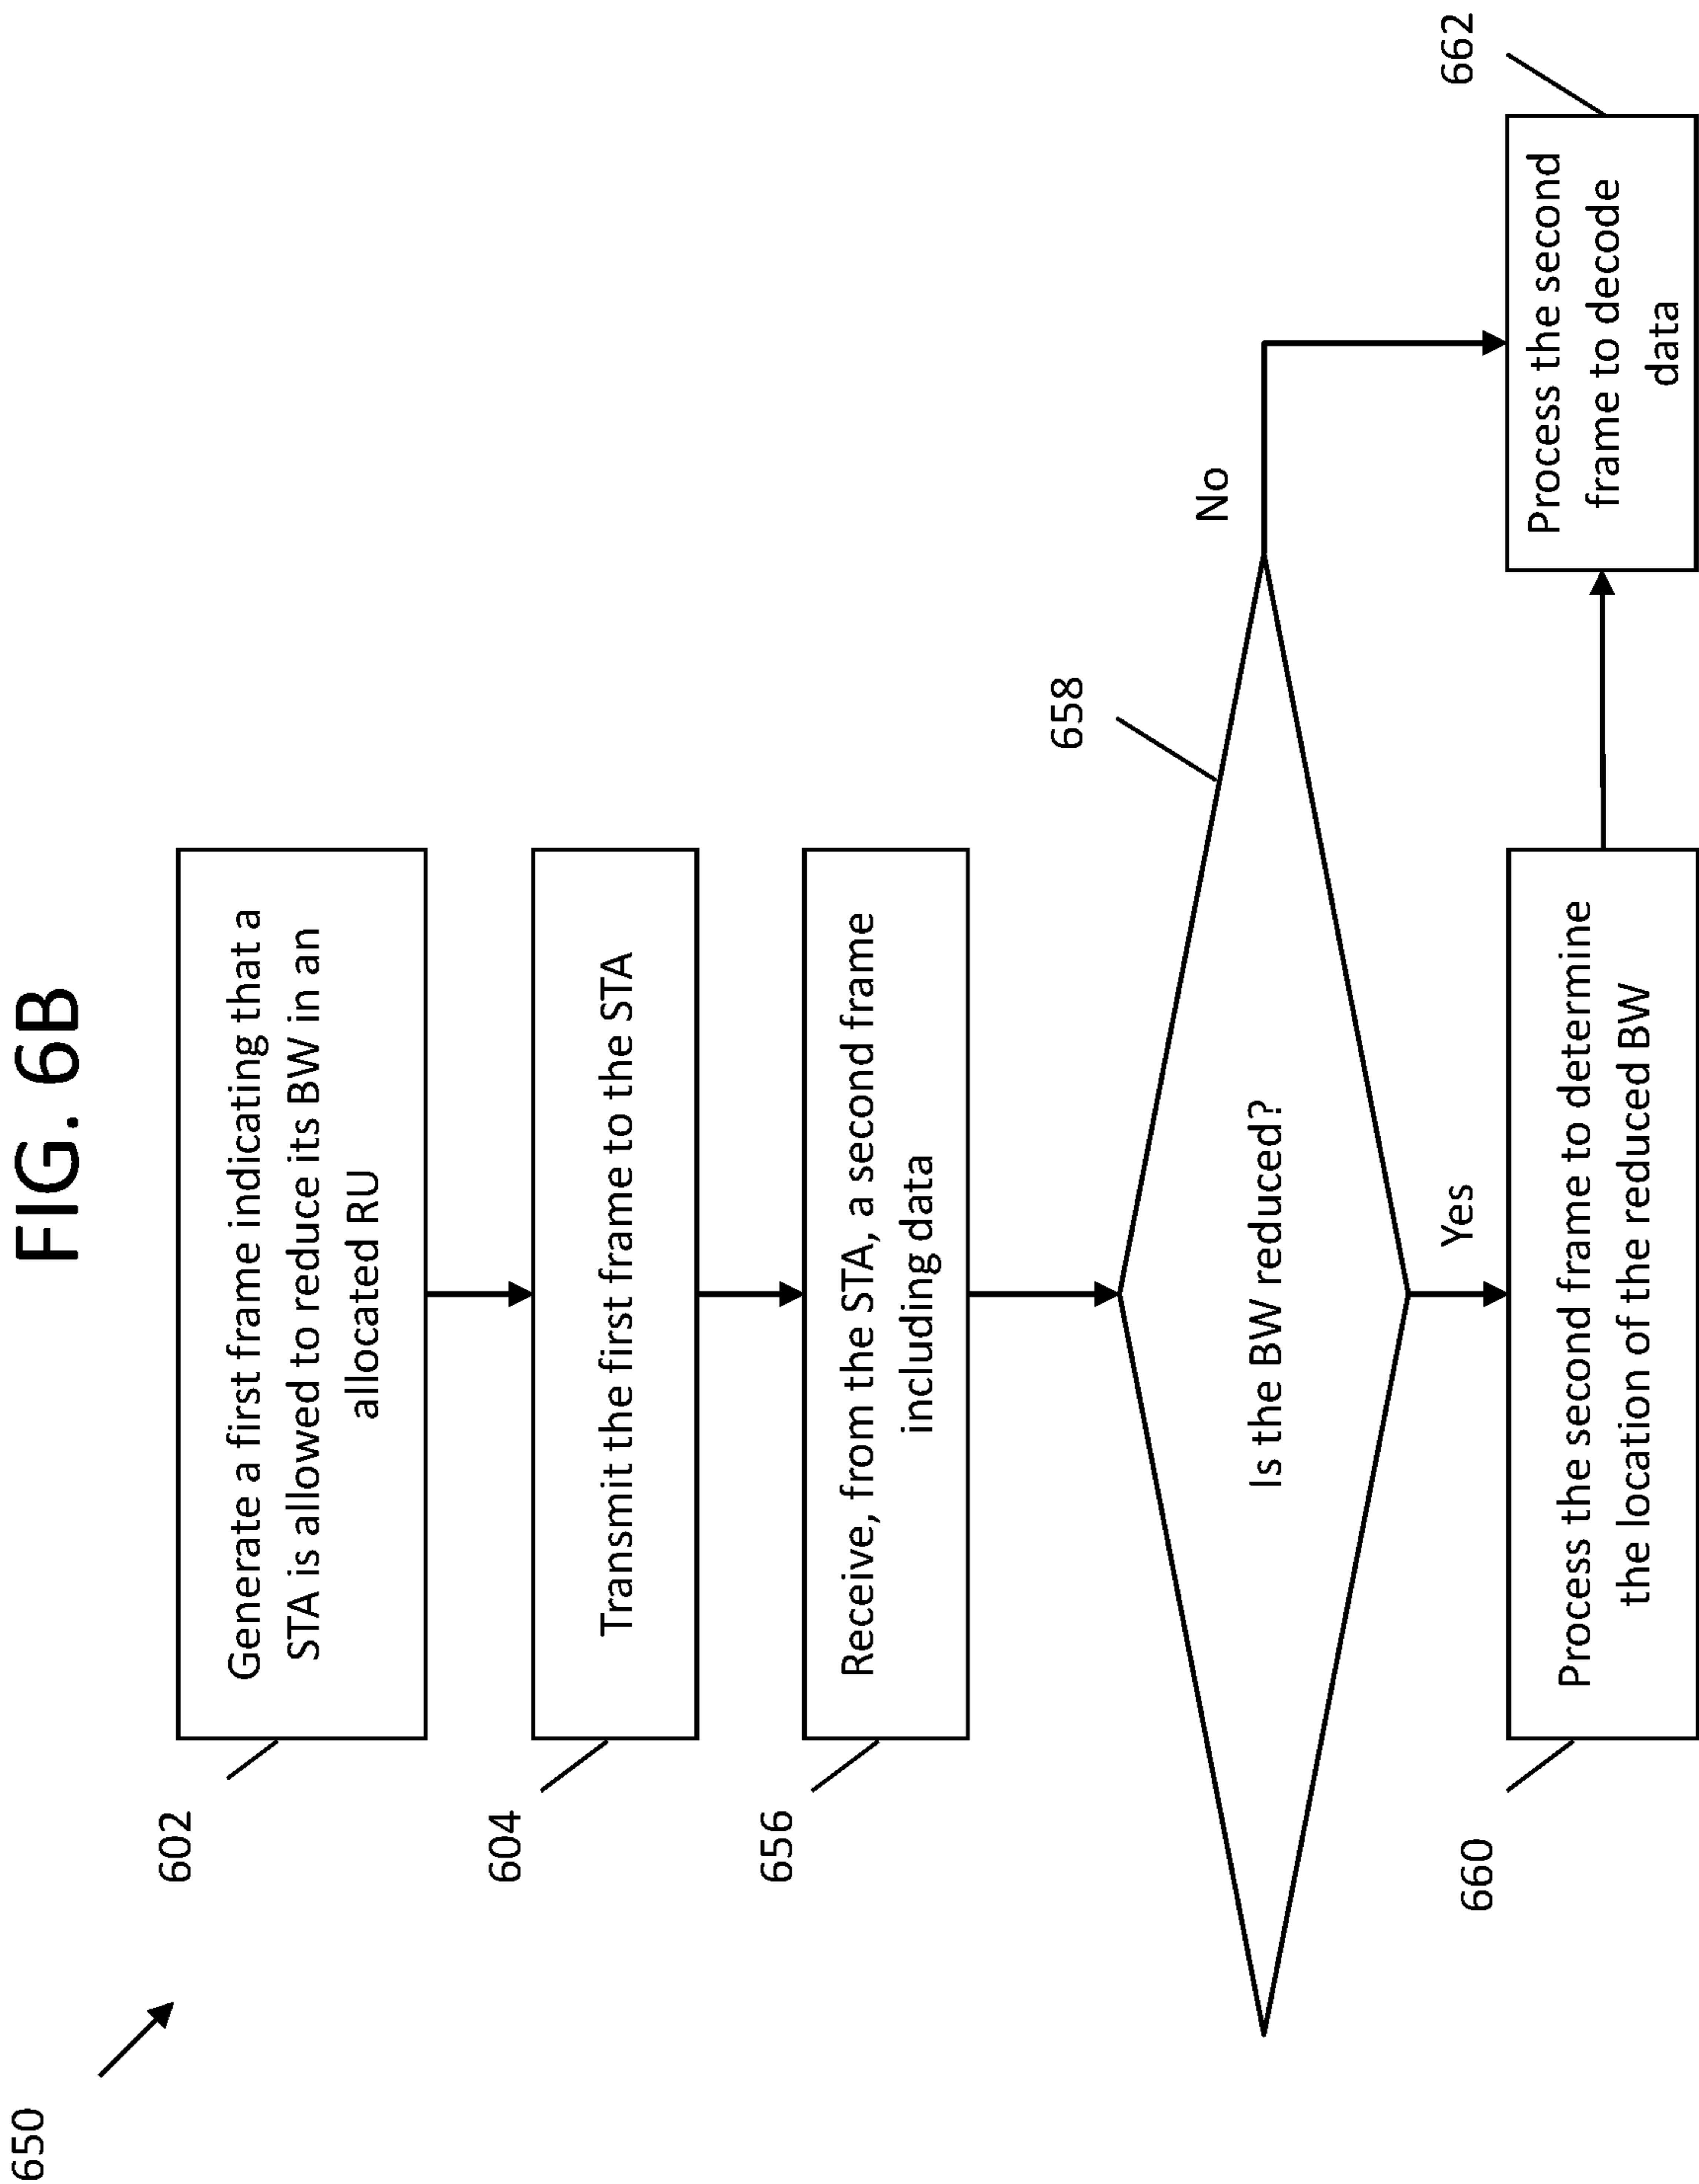 FIG. 6B
650
602
Generate a first frame indicating that a
STA is allowed to reduce its BW in an
allocated RU
604
Transmit the first frame to the STA
656
Receive, from the STA, a second frame
including data
658
Is the BW reduced?
No
Yes
660
Process the second frame to determine
the location of the reduced BW
662
Process the second
frame to decode
data